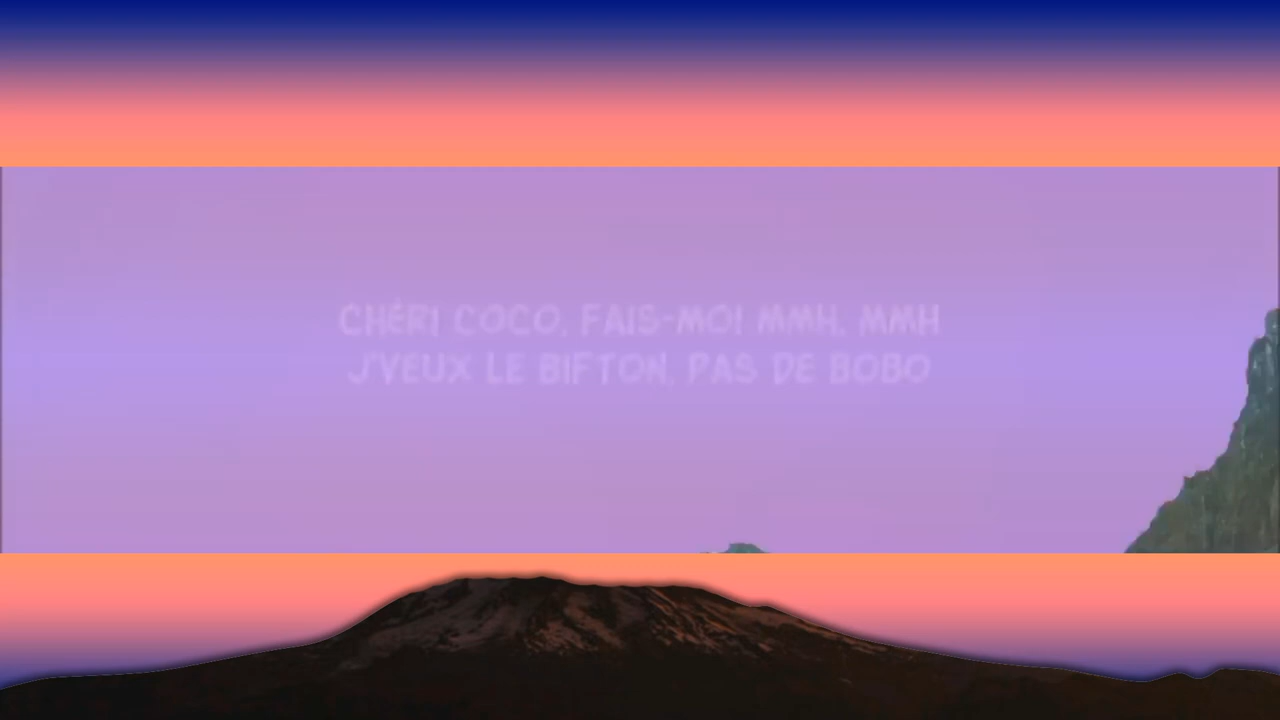 CHÉRI COCO, FAIS-MOI MMH, MMH
J'VEUX LE BIFTON, PAS DE BOBO